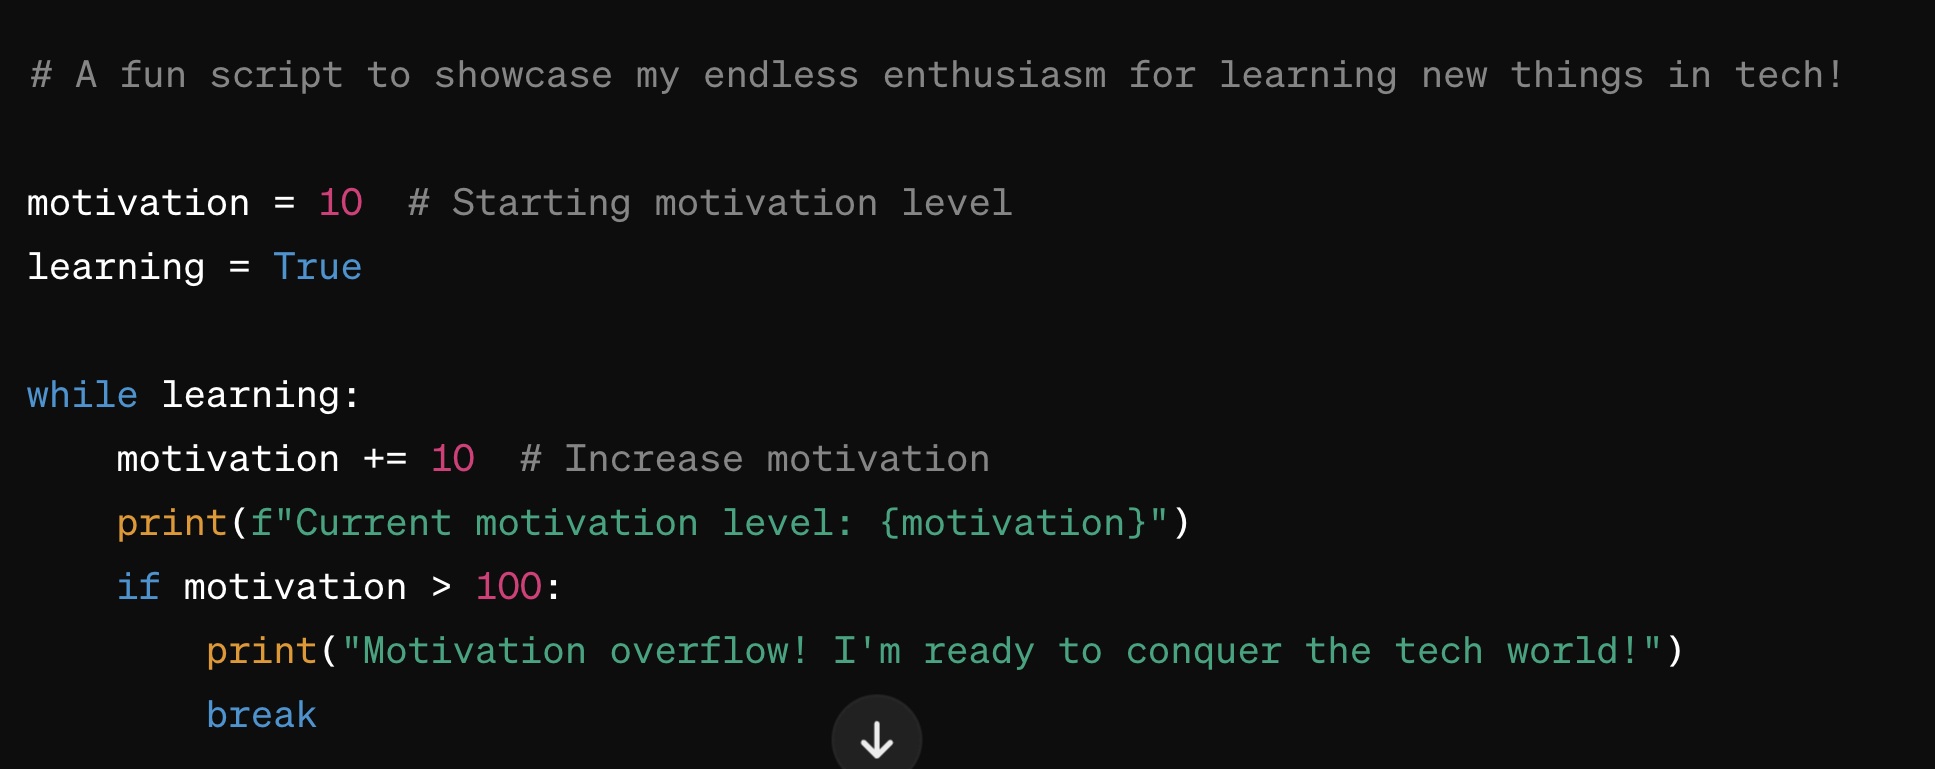 # A fun script to showcase my endless enthusiasm for learning new things in tech!
motivation = 10  # Starting motivation level
learning = True
while learning:
    motivation += 10  # Increase motivation
    print(f"Current motivation level: {motivation}")
    if motivation > 100:
        print("Motivation overflow! I'm ready to conquer the tech world!")
        break